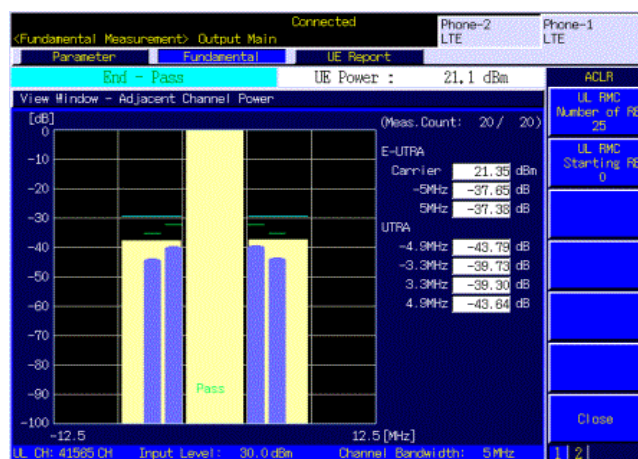 Connected
Phone-2 Phone-1
<Fundamental Measurement> Output Main LTE LTE
Parameter Fundamental UE Report
End - Pass UE Power : 21.1 dBm ACLR
View Window - Adjacent Channel Power
UL RMC
Number of RB
25
[dB] (Meas.Count: 20/ 20)
0
-10
-20
-30
-40
-50
-60
-70
-80
-90
-100
E-UTRA
Carrier 21.35 dBm
-5MHz -37.65 dB
5MHz -37.38 dB
UTRA
-4.9MHz -43.79 dB
-3.3MHz -39.73 dB
3.3MHz -39.30 dB
4.9MHz -43.64 dB
UL RMC
Starting RB
0
Pass
Close
-12.5 12.5[MHz]
UL CH: 41565CH Input Level: 30.0dBm Channel Bandwidth: 5MHz 1 2